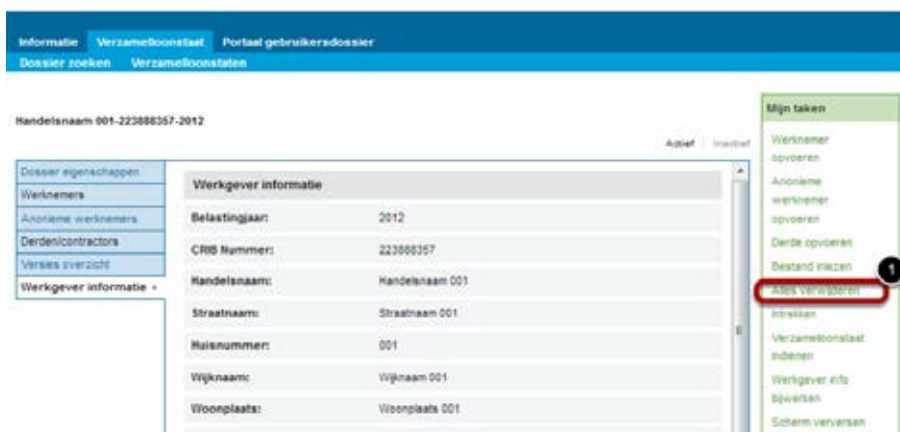 Informatie Verzamelloonstaat Portaal gebruikersdossier
Dossier zoeken Verzamelloonstaten
Handelsnaam 001-223888357-2012
Actief Inactief
Dossier eigenschappen
Werknemers
Anonieme werknemers
Derden/contractors
Versies overzicht
Werkgever informatie
Werkgever informatie
Belastingjaar: 2012
CRIB Nummer: 223888357
Handelsnaam: Handelsnaam 001
Straatnaam: Straatnaam 001
Huisnummer: 001
Wijknaam: Wijknaam 001
Woonplaats: Woonplaats 001
Mijn taken
Werknemer
opvoeren
Anonieme
werknemer
opvoeren
Derde opvoeren
Bestand inlezen
1
Alles verwijderen
Intrekken
Verzamelloonstaat
indienen
Werkgever info
bijwerken
Scherm verversen